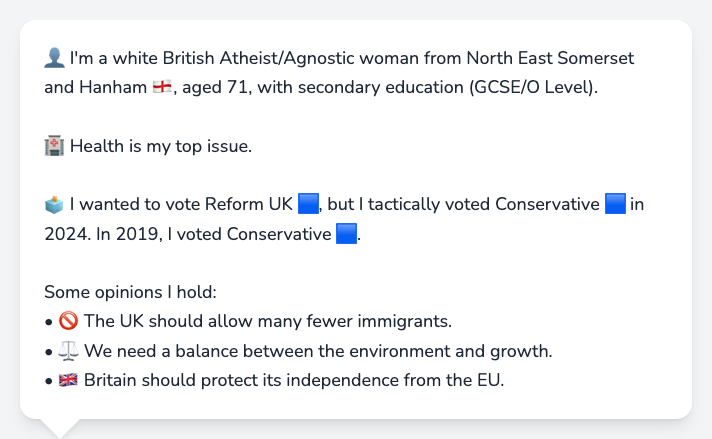 👤 I'm a white British Atheist/Agnostic woman from North East Somerset
and Hanham 🏴󠁧󠁢󠁥󠁮󠁧󠁿, aged 71, with secondary education (GCSE/O Level).
🏥 Health is my top issue.
🗳️ I wanted to vote Reform UK 🟦, but I tactically voted Conservative 🟦 in
2024. In 2019, I voted Conservative 🟦.
Some opinions I hold:
• 🚫 The UK should allow many fewer immigrants.
• ⚖️ We need a balance between the environment and growth.
• 🇬🇧 Britain should protect its independence from the EU.